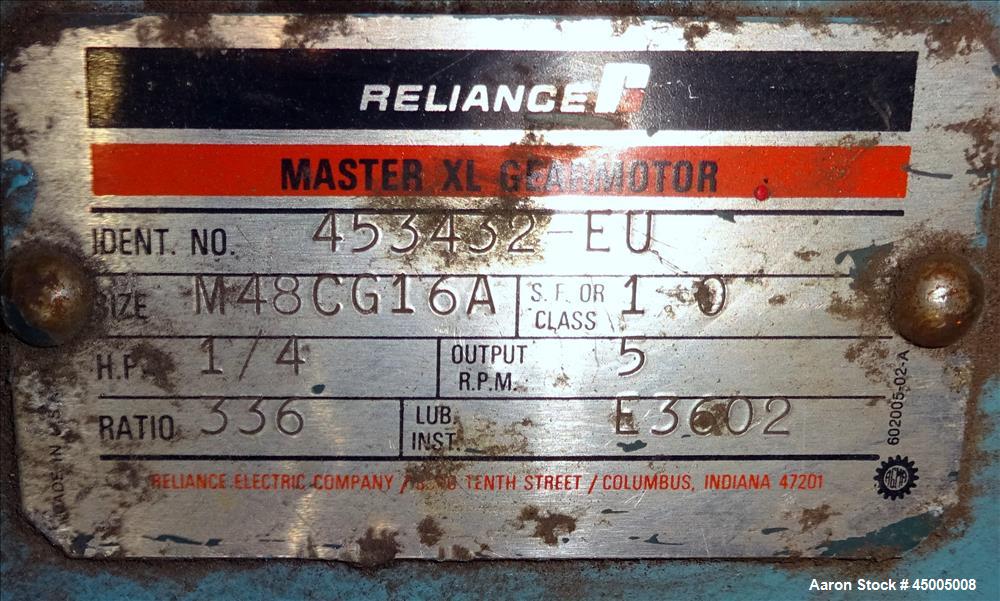 RELIANCE
MASTER XL GEARMOTOR
IDENT. NO. 453432-EU
SIZE M48CG16A S.F. OR CLASS 1.0
H.P. 1/4 OUTPUT R.P.M. 5
RATIO 336 LUB. INST. E3602
MADE IN U.S.A.
602005-02-A
RELIANCE ELECTRIC COMPANY / TENTH STREET / COLUMBUS, INDIANA 47201
AGMA
Aaron Stock # 45005008